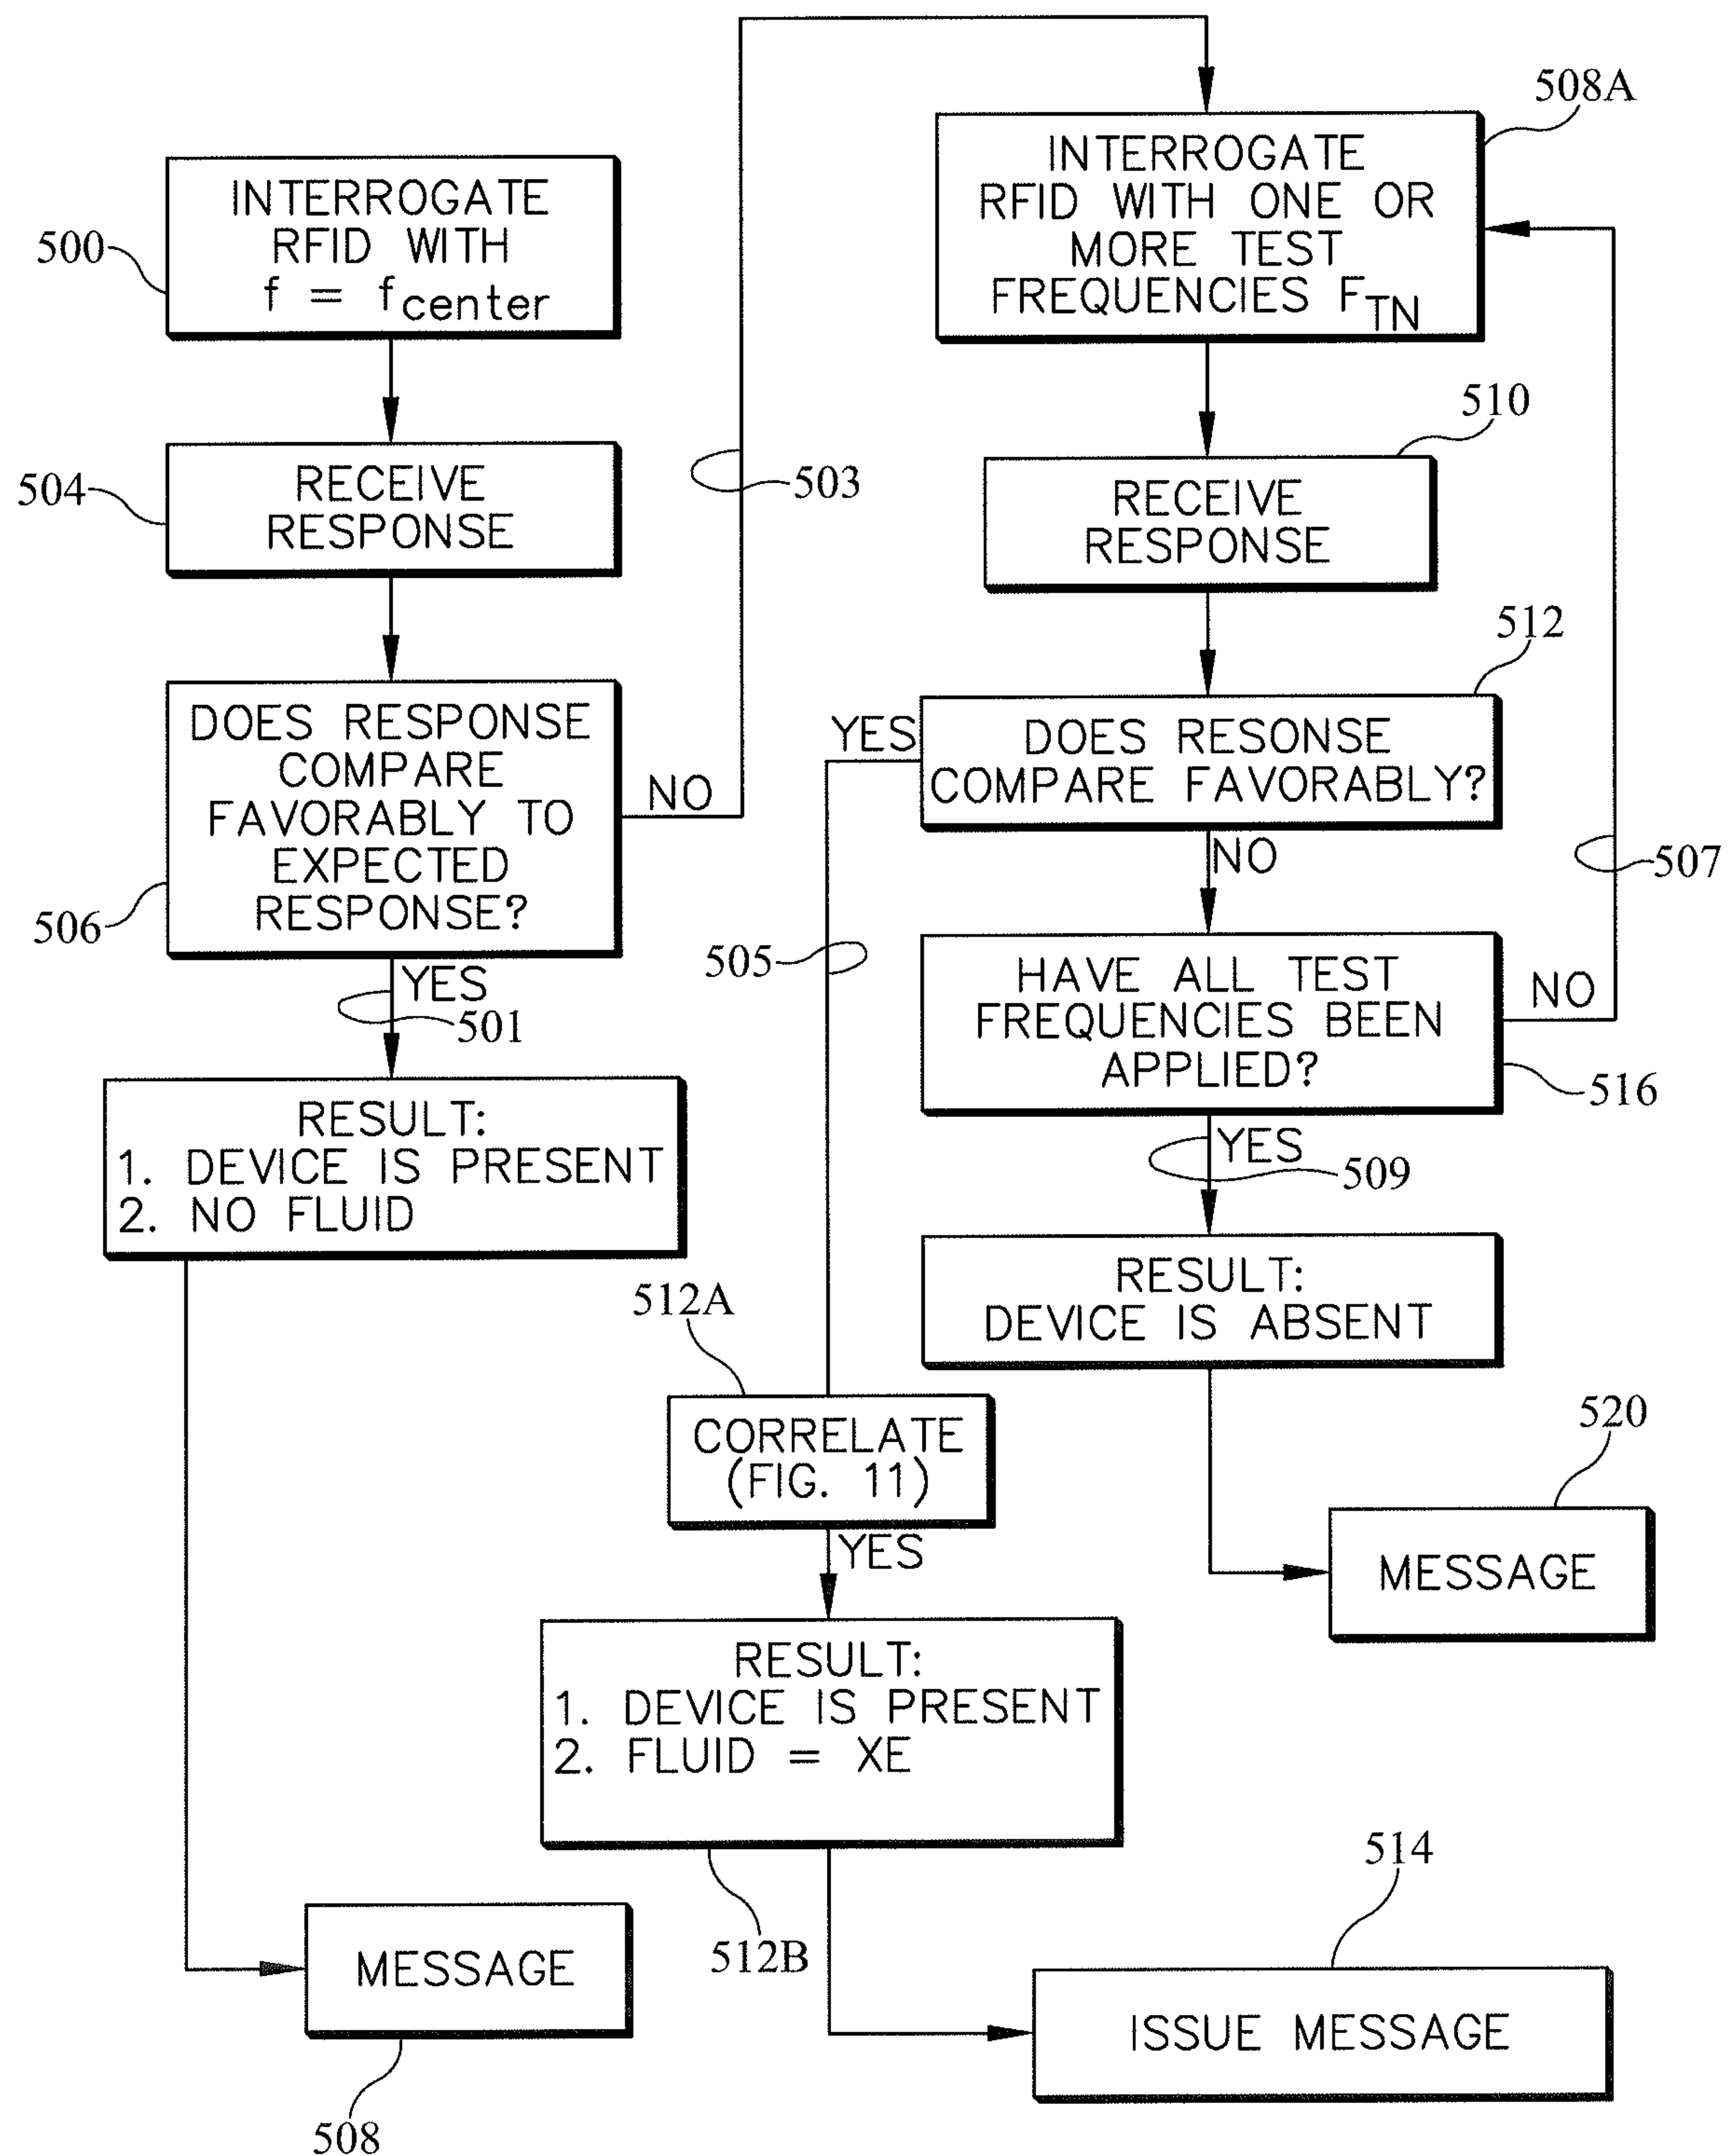 500
INTERROGATE
RFID WITH
f = fcenter
504
RECEIVE
RESPONSE
506
DOES RESPONSE
COMPARE
FAVORABLY TO
EXPECTED
RESPONSE?
NO
503
YES
501
RESULT:
1. DEVICE IS PRESENT
2. NO FLUID
MESSAGE
508
508A
INTERROGATE
RFID WITH ONE OR
MORE TEST
FREQUENCIES FTN
510
RECEIVE
RESPONSE
512
DOES RESONSE
COMPARE FAVORABLY?
YES
505
NO
507
HAVE ALL TEST
FREQUENCIES BEEN
APPLIED?
NO
516
YES
509
RESULT:
DEVICE IS ABSENT
520
MESSAGE
512A
CORRELATE
(FIG. 11)
YES
RESULT:
1. DEVICE IS PRESENT
2. FLUID = XE
512B
514
ISSUE MESSAGE